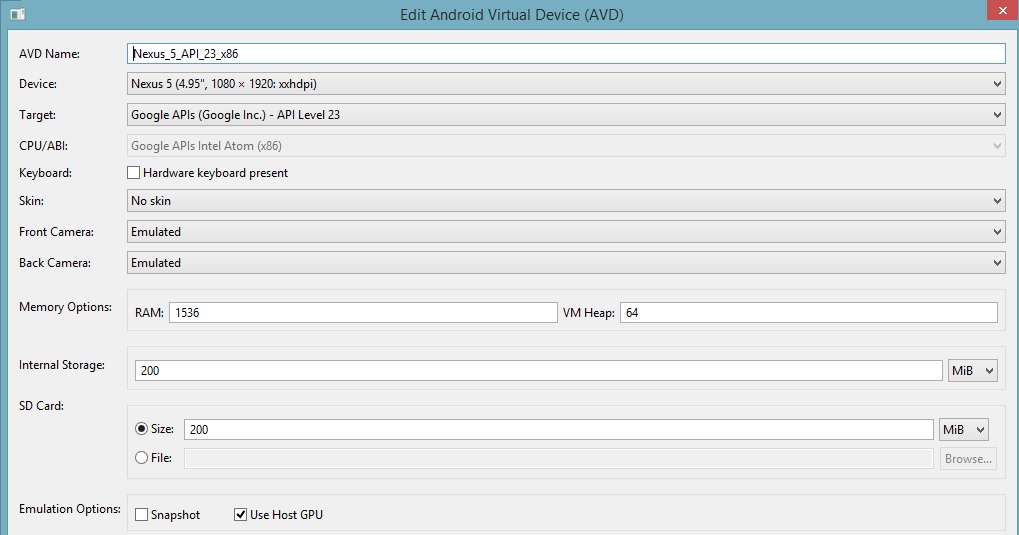 Edit Android Virtual Device (AVD)
AVD Name: Nexus_5_API_23_x86
Device: Nexus 5 (4.95", 1080 × 1920: xxhdpi)
Target: Google APIs (Google Inc.) - API Level 23
CPU/ABI: Google APIs Intel Atom (x86)
Keyboard: Hardware keyboard present
Skin: No skin
Front Camera: Emulated
Back Camera: Emulated
Memory Options: RAM: 1536 VM Heap: 64
Internal Storage: 200 MiB
SD Card:
Size: 200 MiB
File: Browse...
Emulation Options: Snapshot Use Host GPU